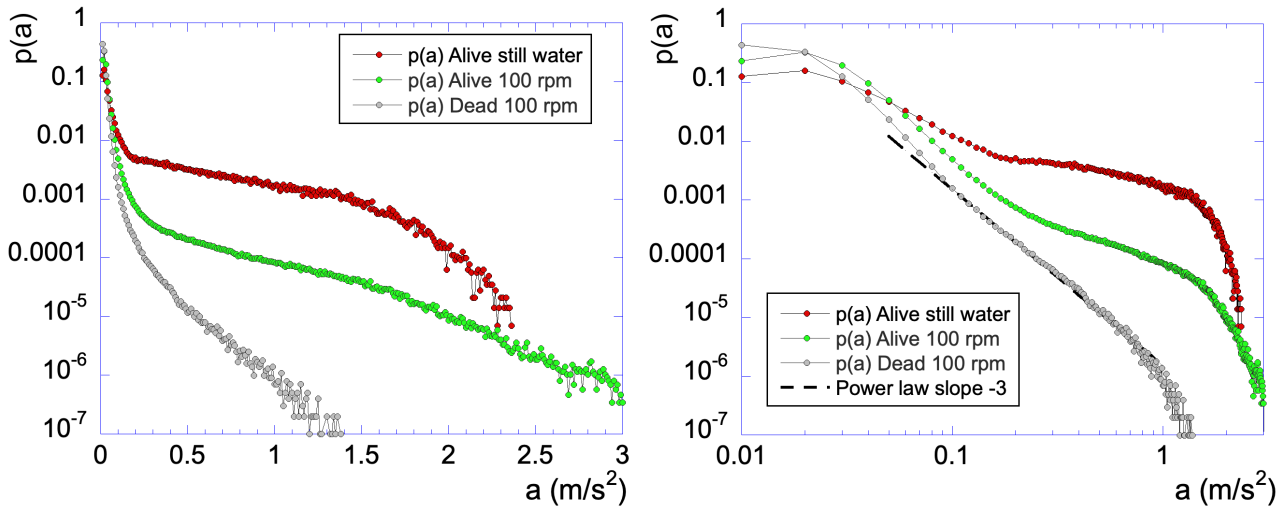 p(a)
1
0.1
0.01
0.001
0.0001
10-5
10-6
10-7
p(a) Alive still water
p(a) Alive 100 rpm
p(a) Dead 100 rpm
0 0.5 1 1.5 2 2.5 3
a (m/s2)
p(a)
1
0.1
0.01
0.001
0.0001
10-5
10-6
10-7
p(a) Alive still water
p(a) Alive 100 rpm
p(a) Dead 100 rpm
Power law slope -3
0.01 0.1 1
a (m/s2)